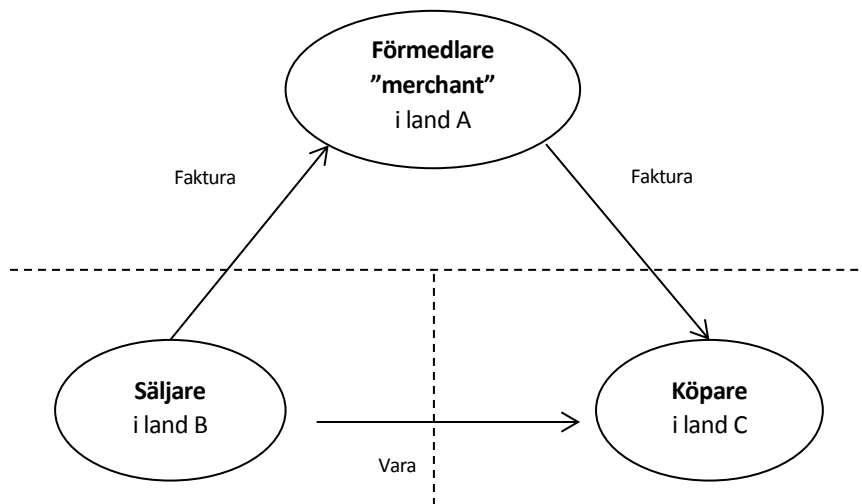 Förmedlare
”merchant”
i land A
Faktura
Faktura
Säljare
i land B
Köpare
i land C
Vara